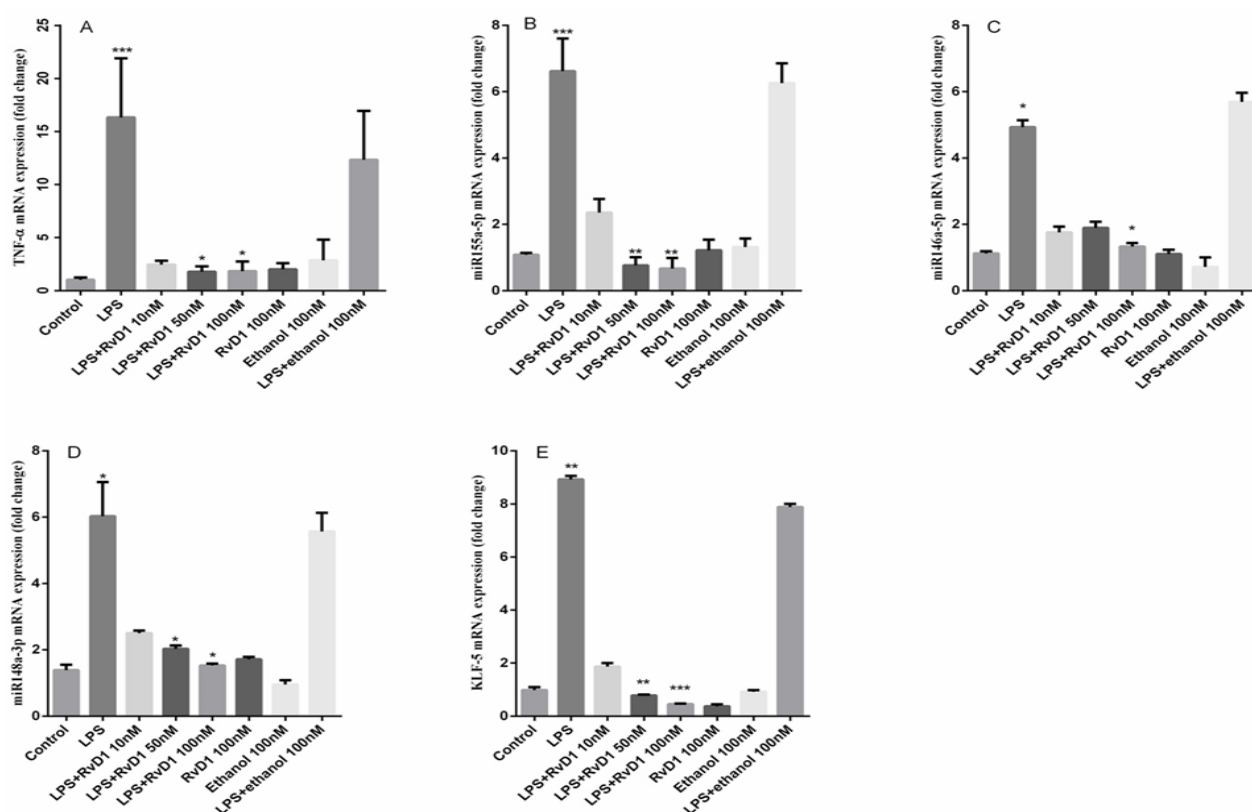 A
TNF-α mRNA expression (fold change)
25
20
15
10
5
0
***
*
*
Control
LPS
LPS+RvD1 10nM
LPS+RvD1 50nM
LPS+RvD1 100nM
RvD1 100nM
Ethanol 100nM
LPS+ethanol 100nM
B
miR155a-5p mRNA expression (fold change)
8
6
4
2
0
***
**
**
Control
LPS
LPS+RvD1 10nM
LPS+RvD1 50nM
LPS+RvD1 100nM
RvD1 100nM
Ethanol 100nM
LPS+ethanol 100nM
C
miR146a-5p mRNA expression (fold change)
8
6
4
2
0
*
*
Control
LPS
LPS+RvD1 10nM
LPS+RvD1 50nM
LPS+RvD1 100nM
RvD1 100nM
Ethanol 100nM
LPS+ethanol 100nM
D
miR148a-3p mRNA expression (fold change)
8
6
4
2
0
*
*
*
Control
LPS
LPS+RvD1 10nM
LPS+RvD1 50nM
LPS+RvD1 100nM
RvD1 100nM
Ethanol 100nM
LPS+ethanol 100nM
E
KLF-5 mRNA expression (fold change)
10
8
6
4
2
0
**
**
***
Control
LPS
LPS+RvD1 10nM
LPS+RvD1 50nM
LPS+RvD1 100nM
RvD1 100nM
Ethanol 100nM
LPS+ethanol 100nM